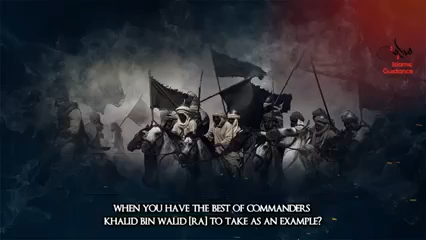 Islamic
Guidance
WHEN YOU HAVE THE BEST OF COMMANDERS
KHALID BIN WALID [RA] TO TAKE AS AN EXAMPLE?